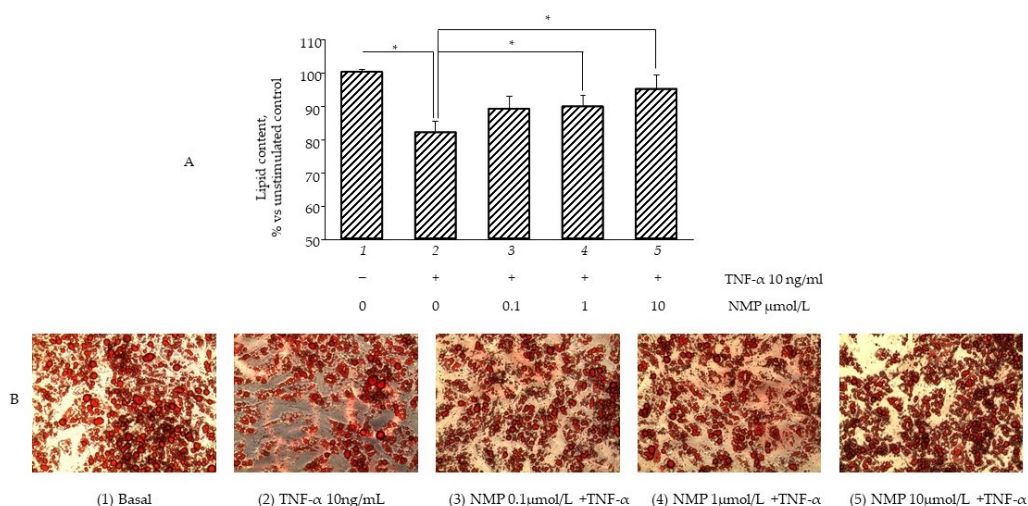 *
*
*
110
100
90
80
70
60
50
Lipid content,
% vs unstimulated control
A
1 2 3 4 5
– + + + + TNF-α 10 ng/ml
0 0 0.1 1 10 NMP μmol/L
B
(1) Basal (2) TNF-α 10ng/mL (3) NMP 0.1μmol/L +TNF-α (4) NMP 1μmol/L +TNF-α (5) NMP 10μmol/L +TNF-α